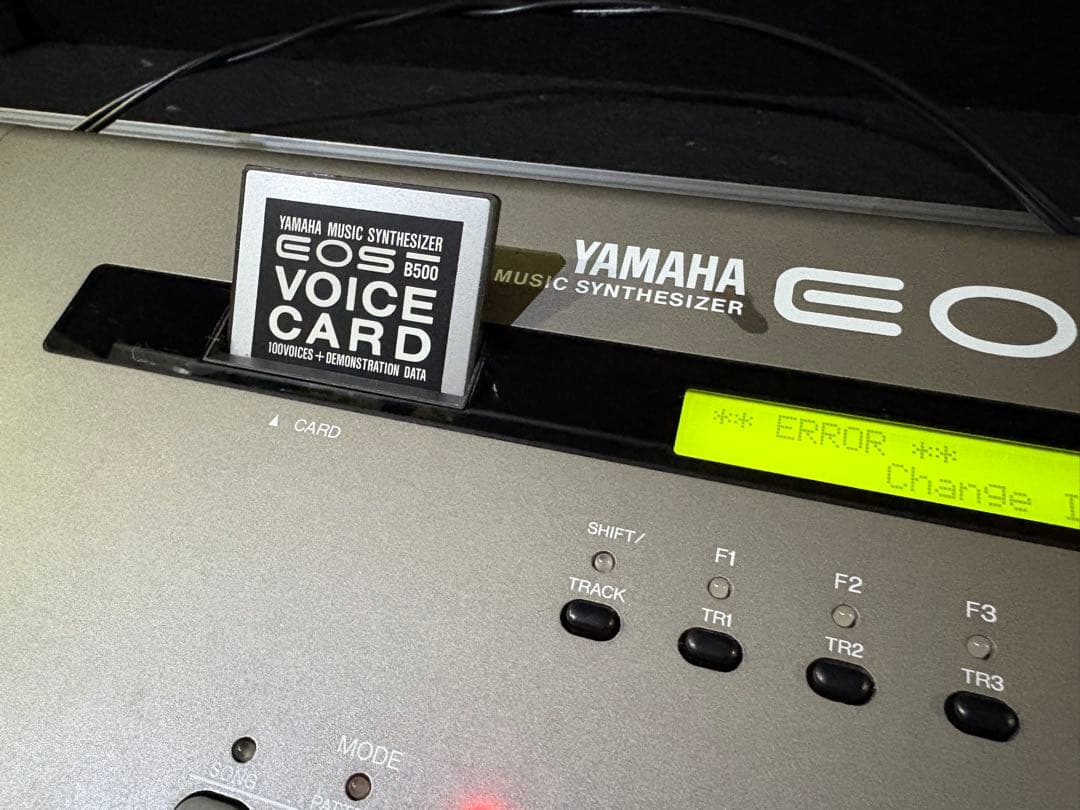 YAMAHA MUSIC SYNTHESIZER
EOS
B500
VOICE
CARD
100VOICES+DEMONSTRATION DATA
YAMAHA
MUSIC SYNTHESIZER
EO
▲ CARD
** ERROR **
Change
SHIFT/
TRACK
F1
TR1
F2
TR2
F3
TR3
MODE
SONG